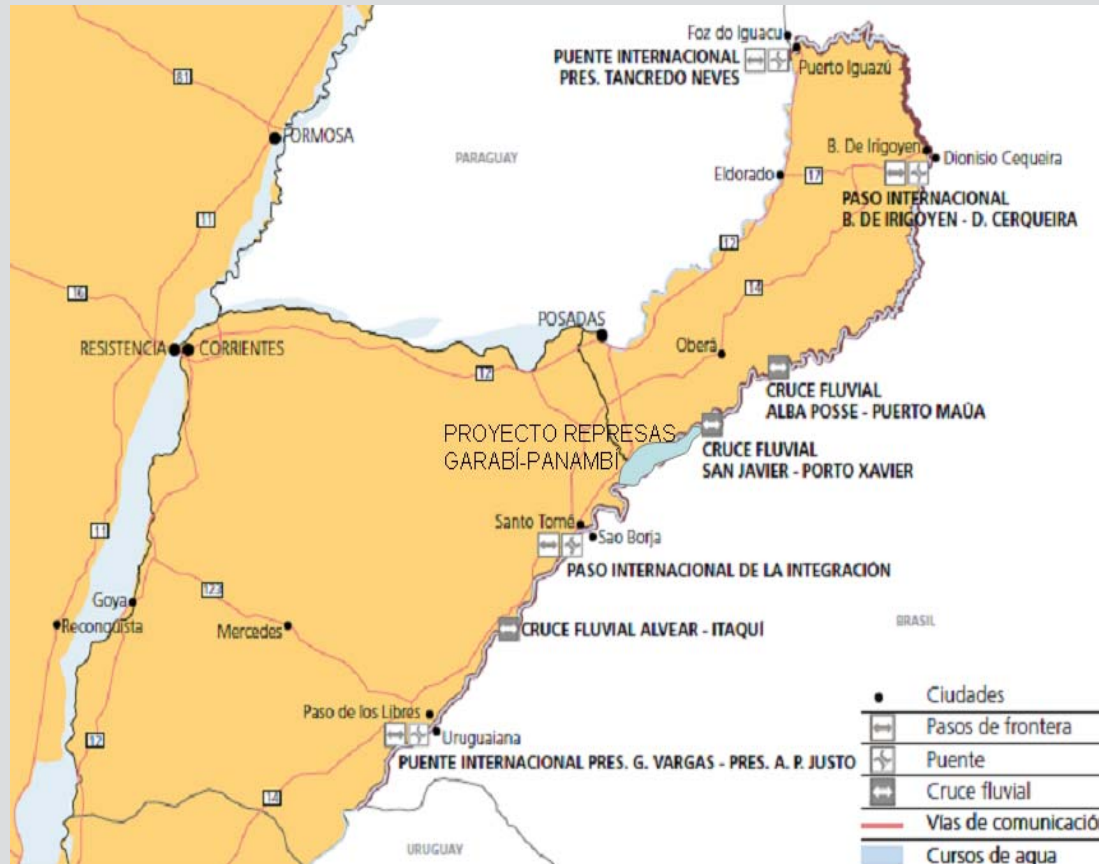 Foz do Iguacu
PUENTE INTERNACIONAL
PRES. TANCREDO NEVES
Puerto Iguazú
81
FORMOSA
PARAGUAY
B. De Irigoyen
Dionisio Cequeira
Eldorado
17
PASO INTERNACIONAL
B. DE IRIGOYEN - D. CERQUEIRA
11
12
16
14
POSADAS
RESISTENCIA
CORRIENTES
Oberá
12
CRUCE FLUVIAL
ALBA POSSE - PUERTO MAÚA
PROYECTO REPRESAS
GARABÍ-PANAMBÍ
CRUCE FLUVIAL
SAN JAVIER - PORTO XAVIER
11
Santo Tomé
Sao Borja
PASO INTERNACIONAL DE LA INTEGRACIÓN
123
Goya
Reconquista
Mercedes
CRUCE FLUVIAL ALVEAR - ITAQUÍ
BRASIL
Paso de los Libres
Uruguaiana
12
PUENTE INTERNACIONAL PRES. G. VARGAS - PRES. A. P. JUSTO
14
URUGUAY
Ciudades
Pasos de frontera
Puente
Cruce fluvial
Vías de comunicación
Cursos de agua